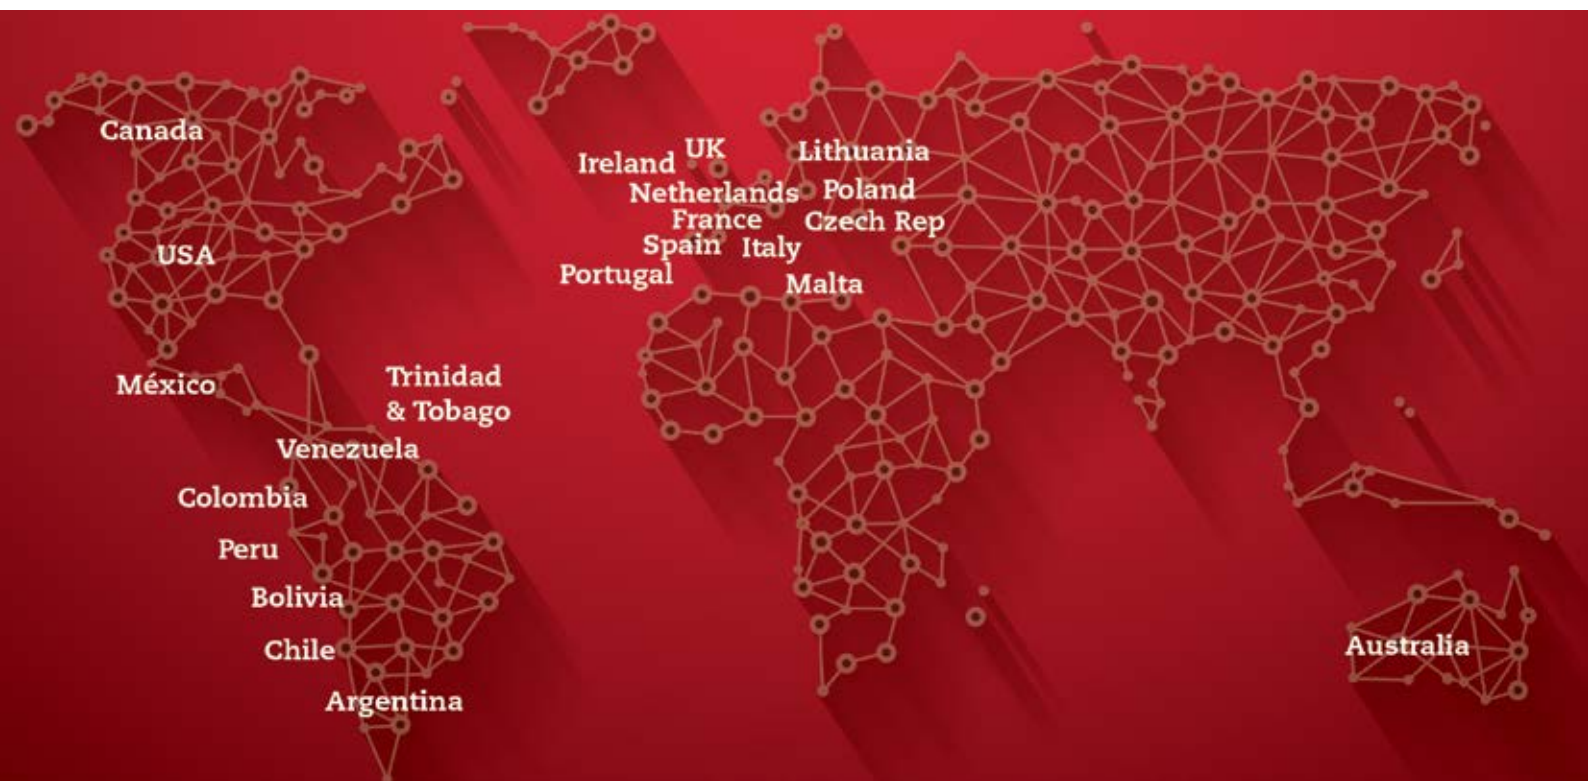 Canada
USA
México
Trinidad
& Tobago
Venezuela
Colombia
Peru
Bolivia
Chile
Argentina
Ireland
UK
Lithuania
Netherlands
Poland
France
Czech Rep
Spain
Italy
Portugal
Malta
Australia